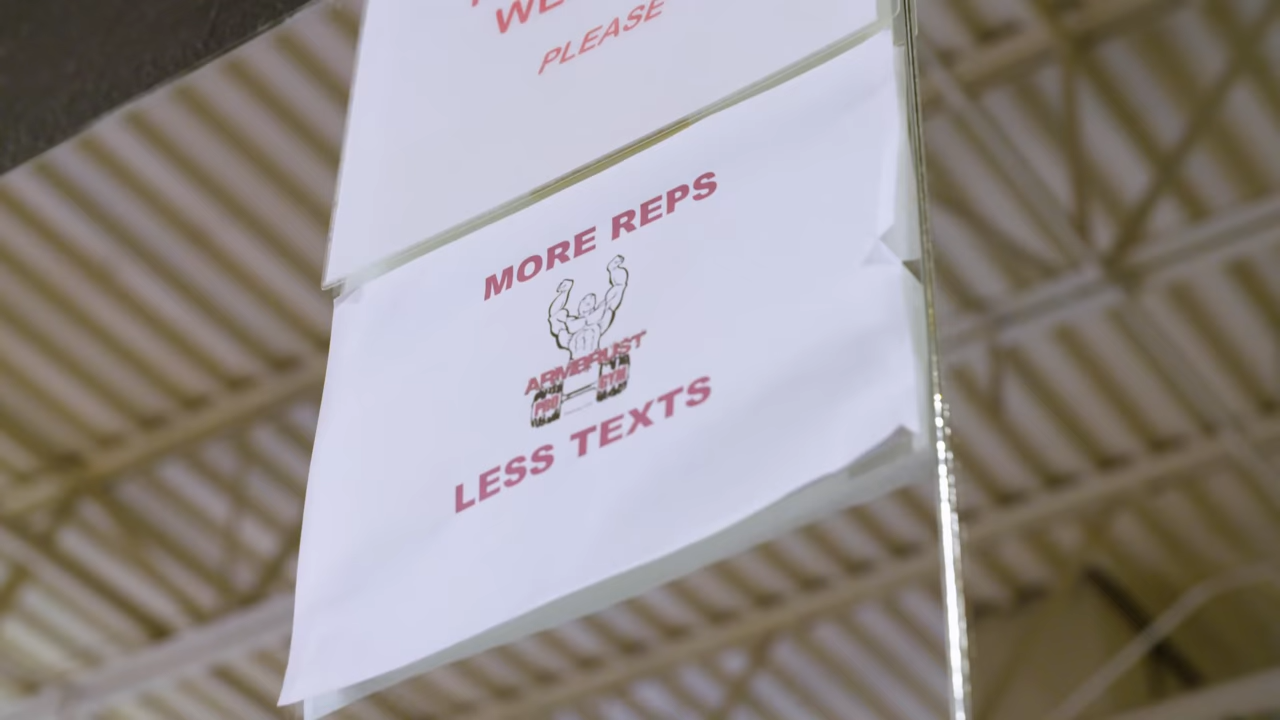 PLEASE
MORE REPS
ARMBRUST
PRO GYM
LESS TEXTS